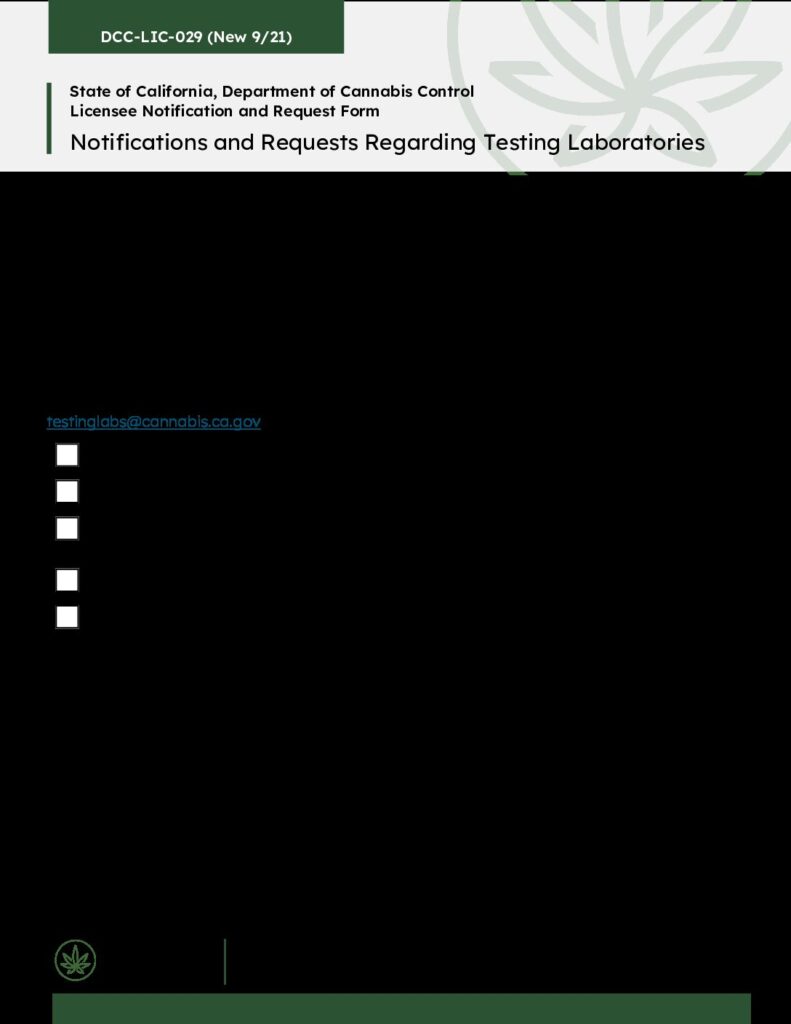 DCC-LIC-029 (New 9/21)
State of California, Department of Cannabis Control
Licensee Notification and Request Form
Notifications and Requests Regarding Testing Laboratories
testinglabs@cannabis.ca.gov